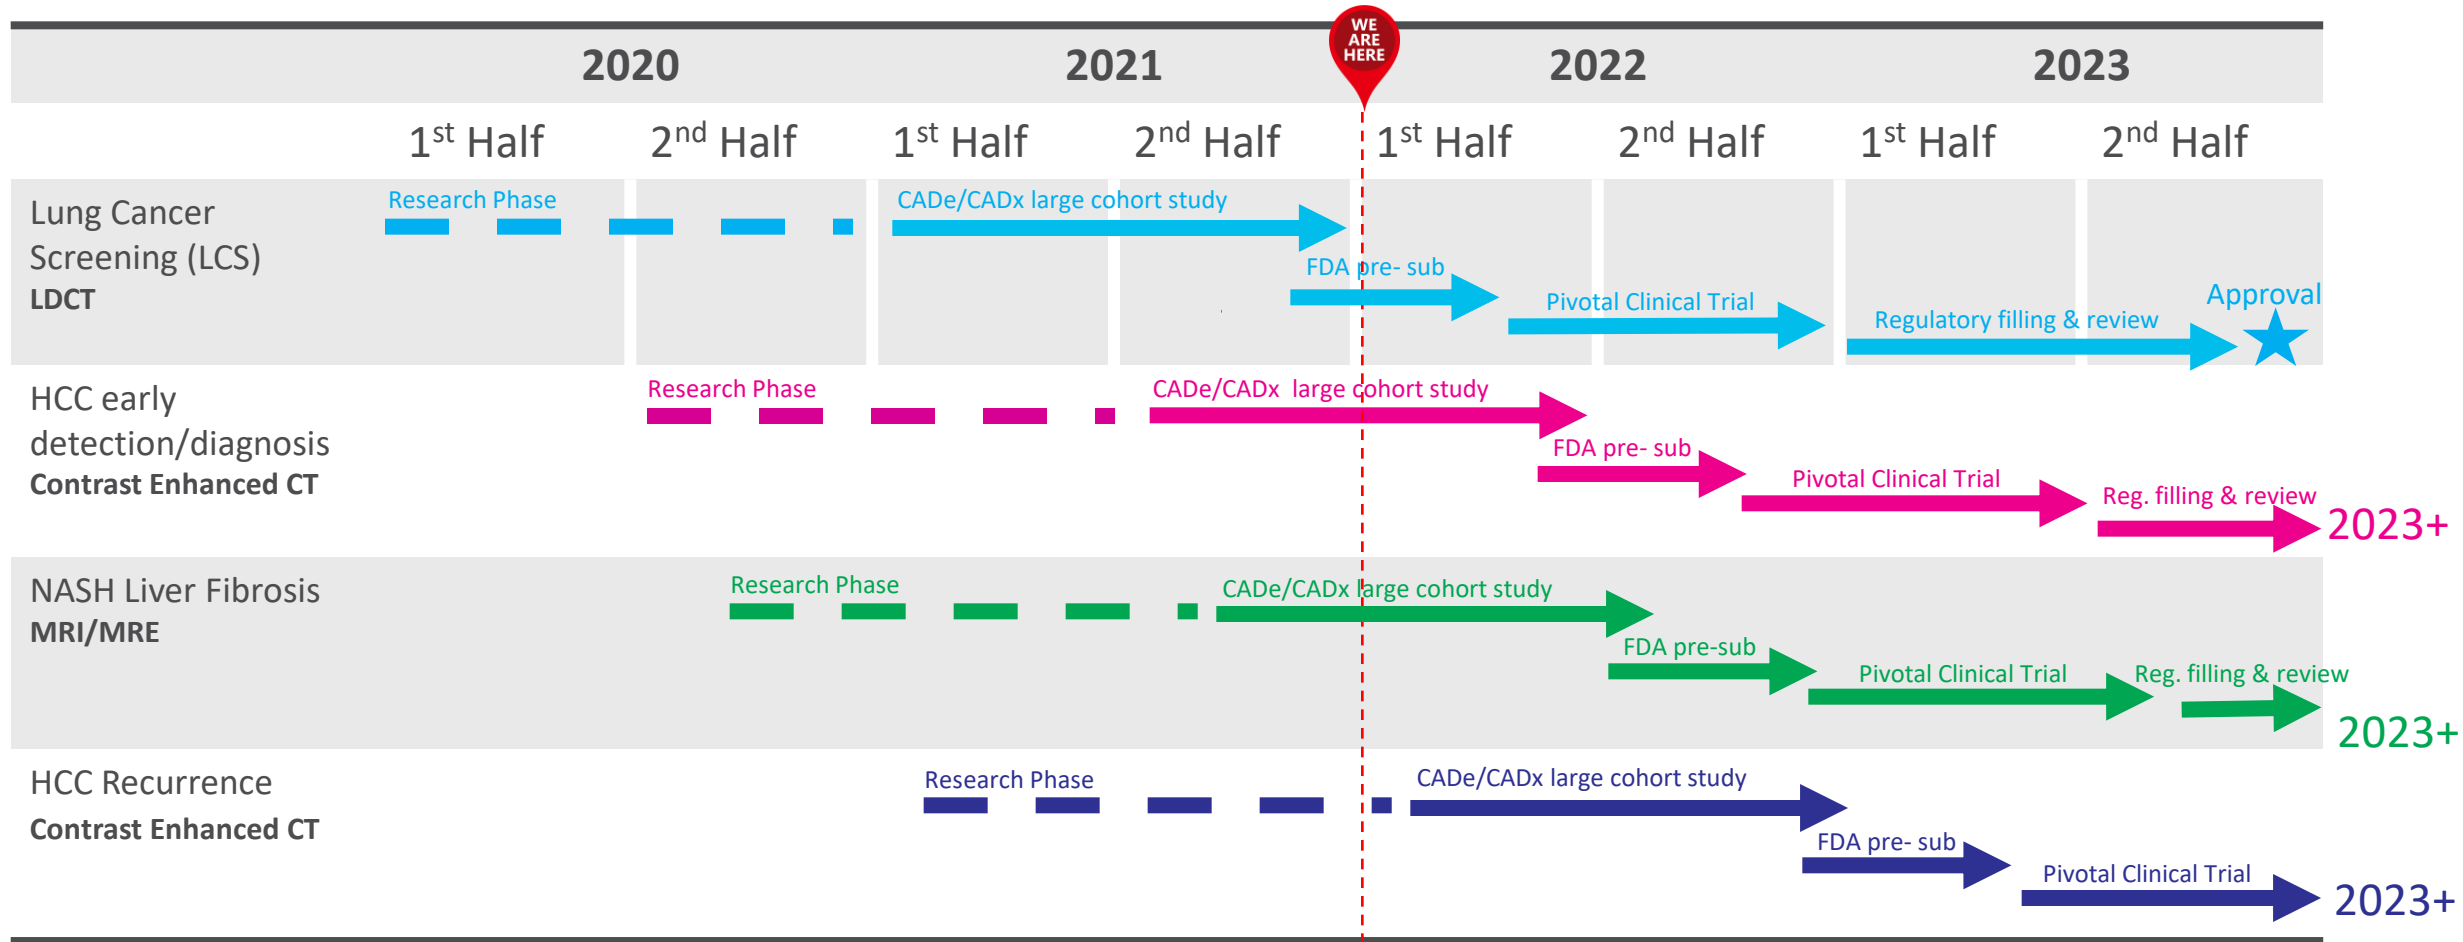 WE
ARE
HERE
2020 2021 2022 2023
1st Half 2nd Half 1st Half 2nd Half 1st Half 2nd Half 1st Half 2nd Half
Lung Cancer
Screening (LCS)
LDCT
Research Phase
CADe/CADx large cohort study
FDA pre- sub
Pivotal Clinical Trial
Regulatory filling & review
Approval
HCC early
detection/diagnosis
Contrast Enhanced CT
Research Phase
CADe/CADx large cohort study
FDA pre- sub
Pivotal Clinical Trial
Reg. filling & review
2023+
NASH Liver Fibrosis
MRI/MRE
Research Phase
CADe/CADx large cohort study
FDA pre-sub
Pivotal Clinical Trial
Reg. filling & review
2023+
HCC Recurrence
Contrast Enhanced CT
Research Phase
CADe/CADx large cohort study
FDA pre- sub
Pivotal Clinical Trial
2023+